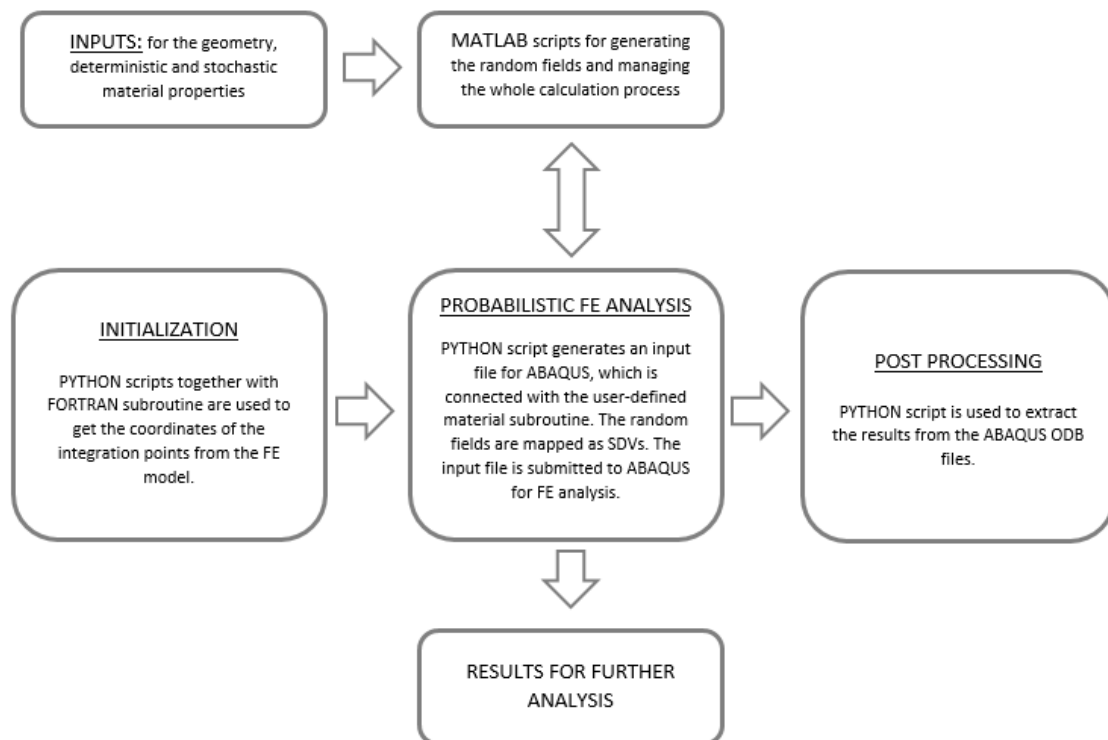 INPUTS: for the geometry,
deterministic and stochastic
material properties
MATLAB scripts for generating
the random fields and managing
the whole calculation process
INITIALIZATION
PYTHON scripts together with
FORTRAN subroutine are used to
get the coordinates of the
integration points from the FE
model.
PROBABILISTIC FE ANALYSIS
PYTHON script generates an input
file for ABAQUS, which is
connected with the user-defined
material subroutine. The random
fields are mapped as SDVs. The
input file is submitted to ABAQUS
for FE analysis.
POST PROCESSING
PYTHON script is used to extract
the results from the ABAQUS ODB
files.
RESULTS FOR FURTHER
ANALYSIS